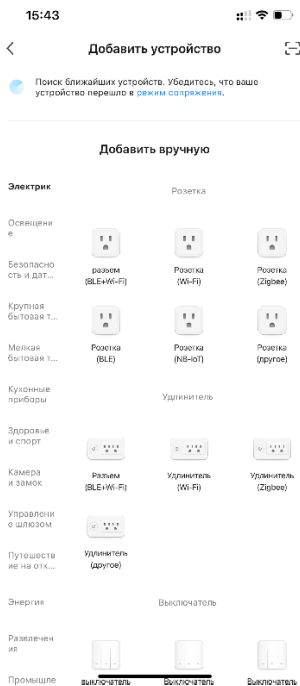 15:43
Добавить устройство
Поиск ближайших устройств. Убедитесь, что ваше
устройство перешло в режим сопряжения.
Добавить вручную
Электрик
Розетка
Освещени
е
разъем
(BLE+Wi-Fi)
Розетка
(Wi-Fi)
Розетка
(Zigbee)
Безопасно
сть и дат...
Крупная
бытовая т...
Розетка
(BLE)
Розетка
(NB-IoT)
Розетка
(другое)
Мелкая
бытовая т...
Кухонные
приборы
Удлинитель
Здоровье
и спорт
Разъем
(BLE+Wi-Fi)
Удлинитель
(Wi-Fi)
Удлинитель
(Zigbee)
Камера
и замок
Управлени
е шлюзом
Удлинитель
(другое)
Путешеств
ие на отк...
Энергия
Выключатель
Развлечен
ия
Промышле
выключатель
Выключатель
Выключатель